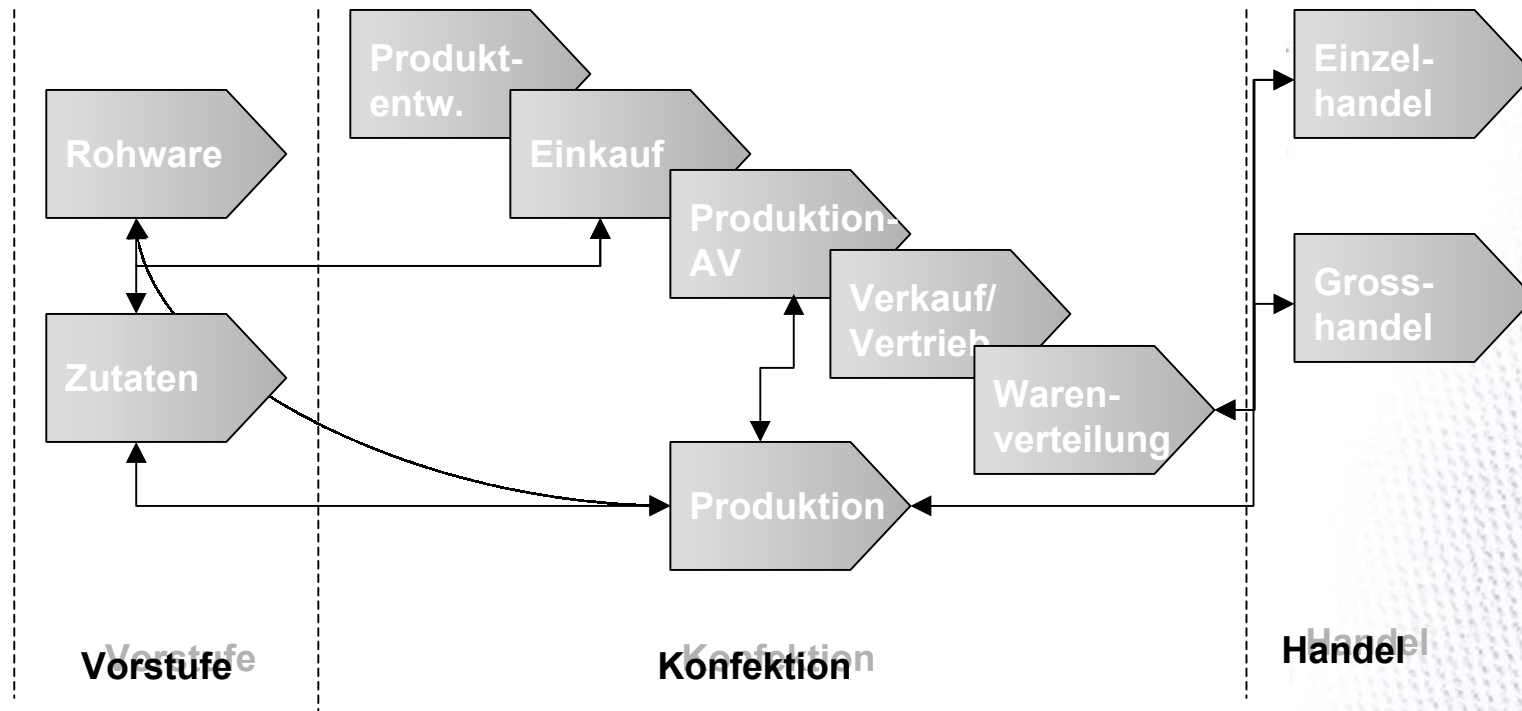 Rohware
Zutaten
Vorstufe
Produkt-
entw.
Einkauf
Produktion-
AV
Verkauf/
Vertrieb
Waren-
verteilung
Produktion
Konfektion
Einzel-
handel
Gross-
handel
Handel